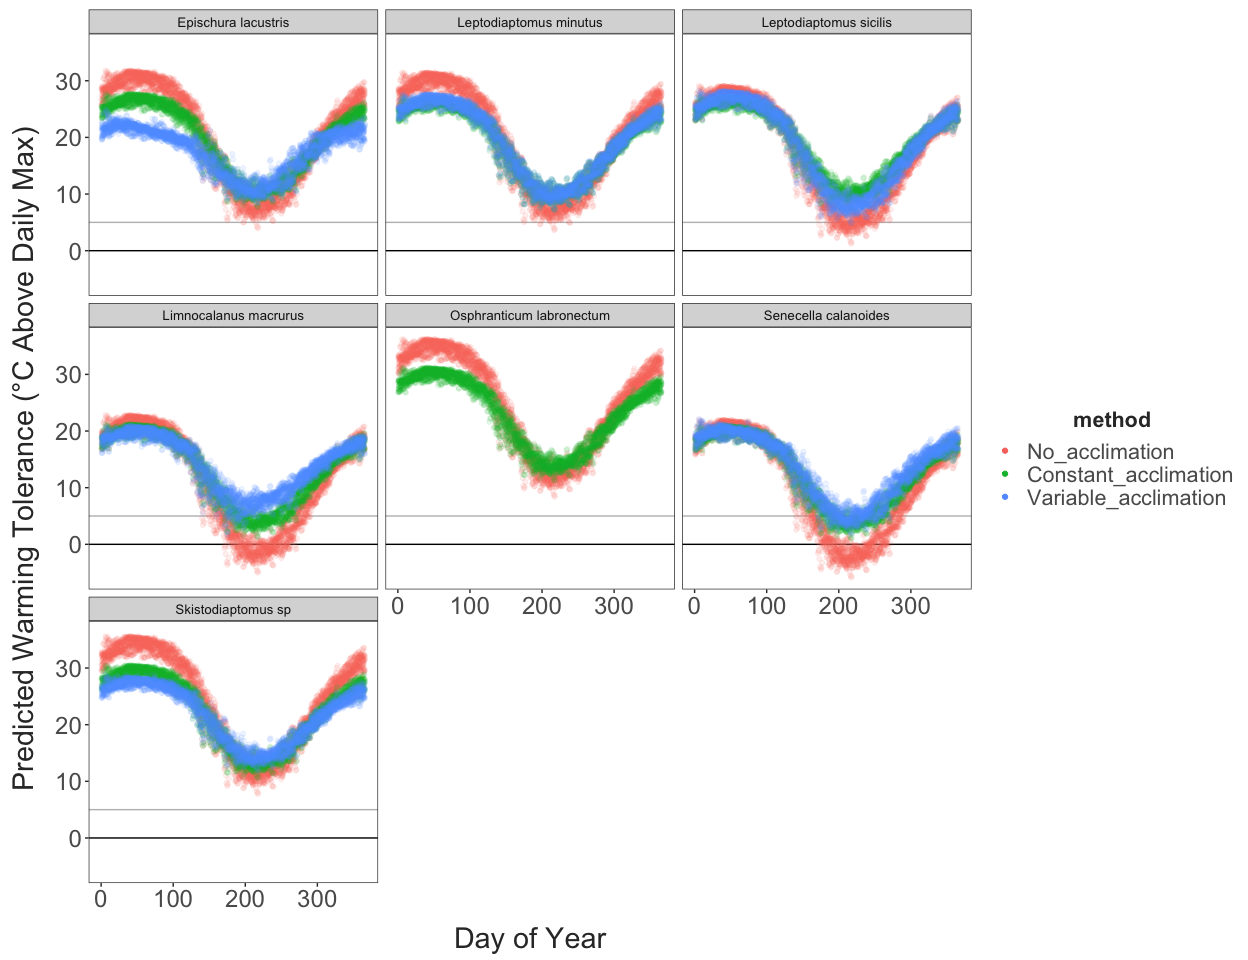 Epischura lacustris
Leptodiaptomus minutus
Leptodiaptomus sicilis
30
20
10
0
Limnocalanus macrurus
Osphranticum labronectum
Senecella calanoides
30
20
10
0
0 100 200 300
0 100 200 300
Skistodiaptomus sp
30
20
10
0
0 100 200 300
Day of Year
Predicted Warming Tolerance (°C Above Daily Max)
method
No_acclimation
Constant_acclimation
Variable_acclimation